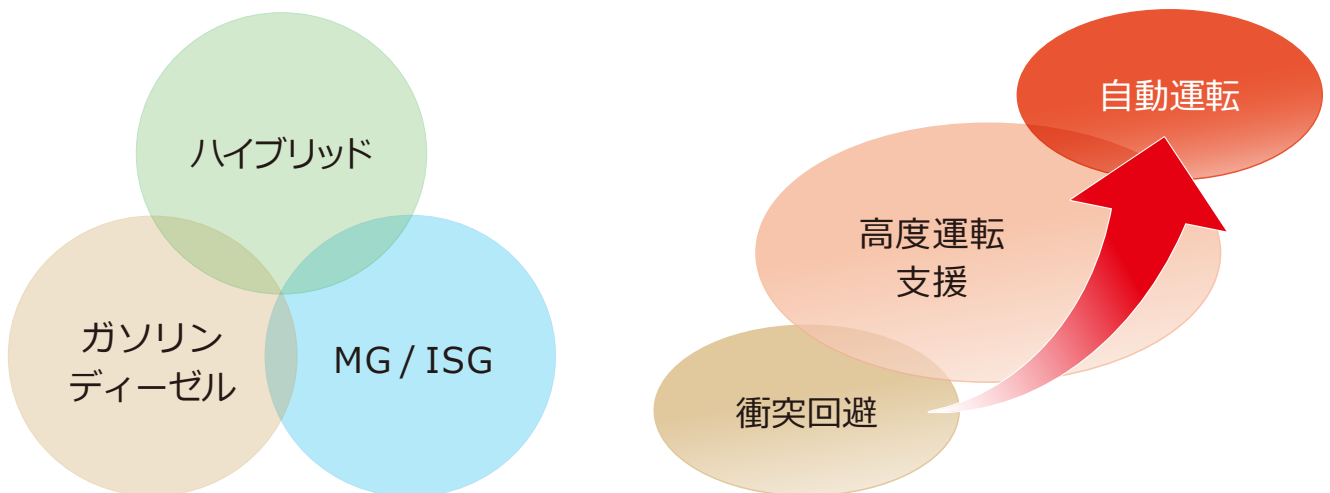 ハイブリッド
ガソリン
ディーゼル
MG / ISG
自動運転
高度運転
支援
衝突回避